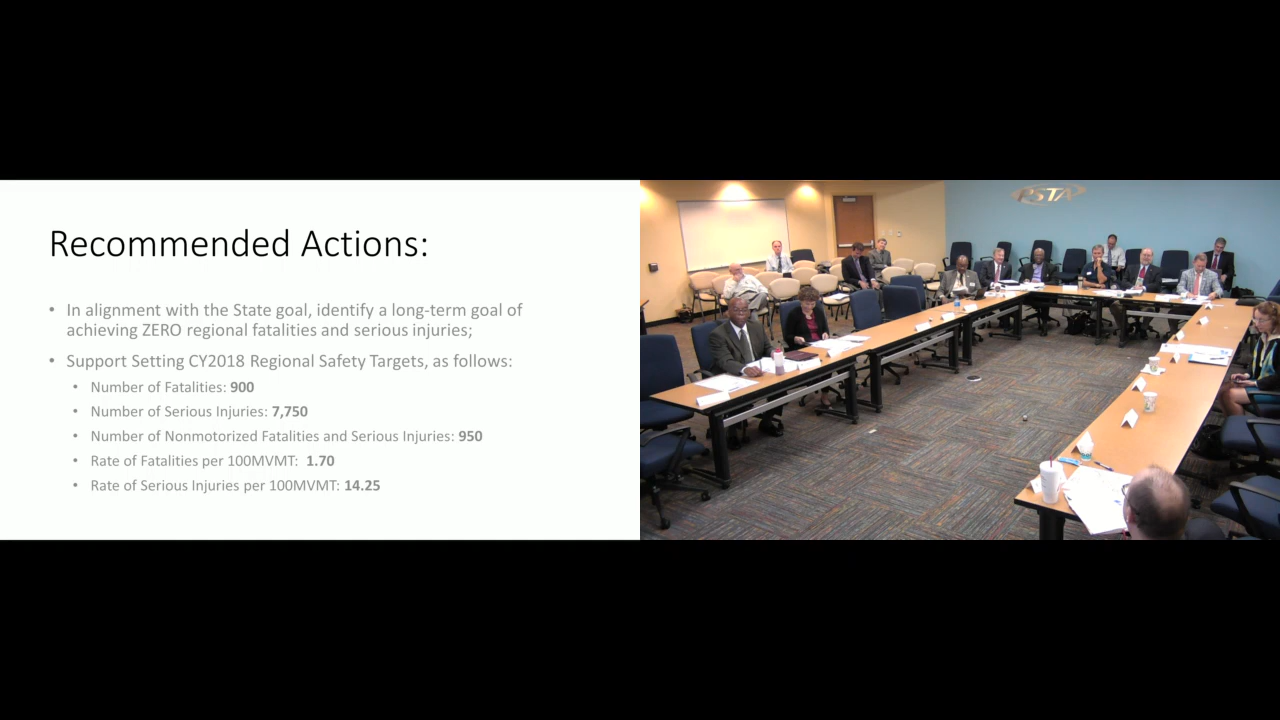 Recommended Actions:
• In alignment with the State goal, identify a long-term goal of
achieving ZERO regional fatalities and serious injuries;
• Support Setting CY2018 Regional Safety Targets, as follows:
• Number of Fatalities: 900
• Number of Serious Injuries: 7,750
• Number of Nonmotorized Fatalities and Serious Injuries: 950
• Rate of Fatalities per 100MVMT: 1.70
• Rate of Serious Injuries per 100MVMT: 14.25
PSTA